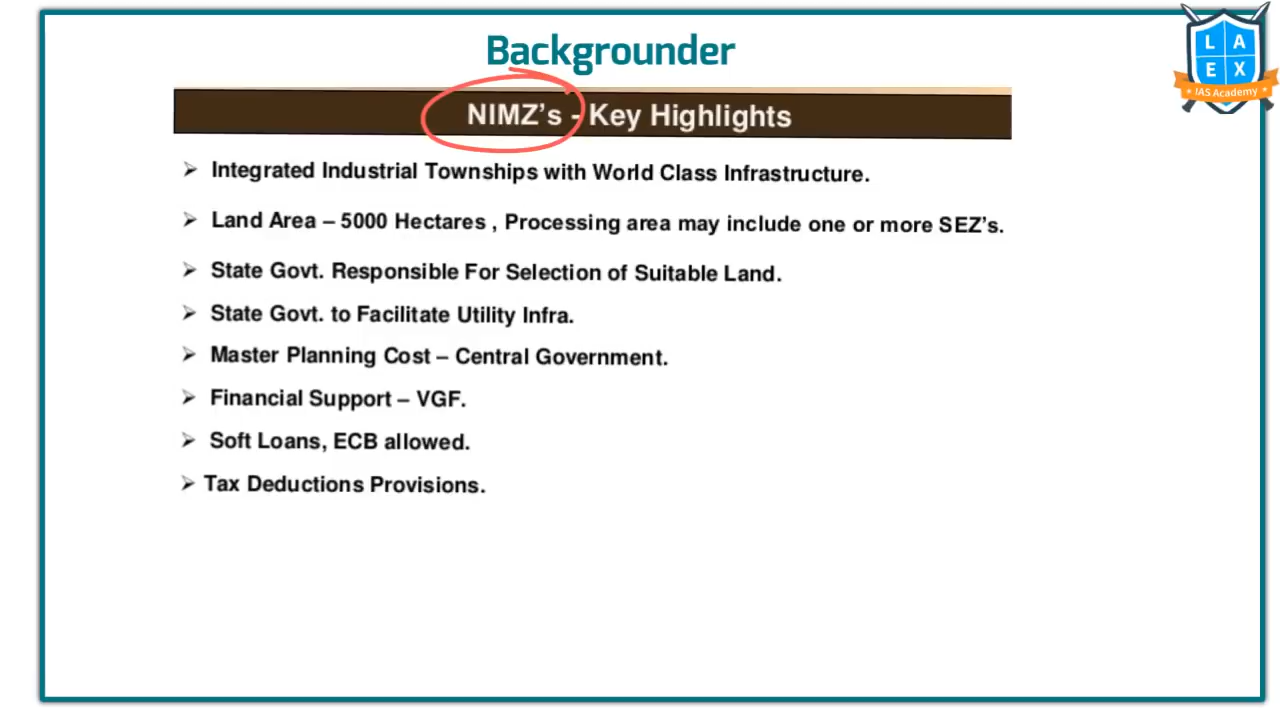 Backgrounder
L A
E X
IAS Academy
NIMZ's - Key Highlights
➢ Integrated Industrial Townships with World Class Infrastructure.
➢ Land Area – 5000 Hectares , Processing area may include one or more SEZ's.
➢ State Govt. Responsible For Selection of Suitable Land.
➢ State Govt. to Facilitate Utility Infra.
➢ Master Planning Cost – Central Government.
➢ Financial Support – VGF.
➢ Soft Loans, ECB allowed.
➢ Tax Deductions Provisions.